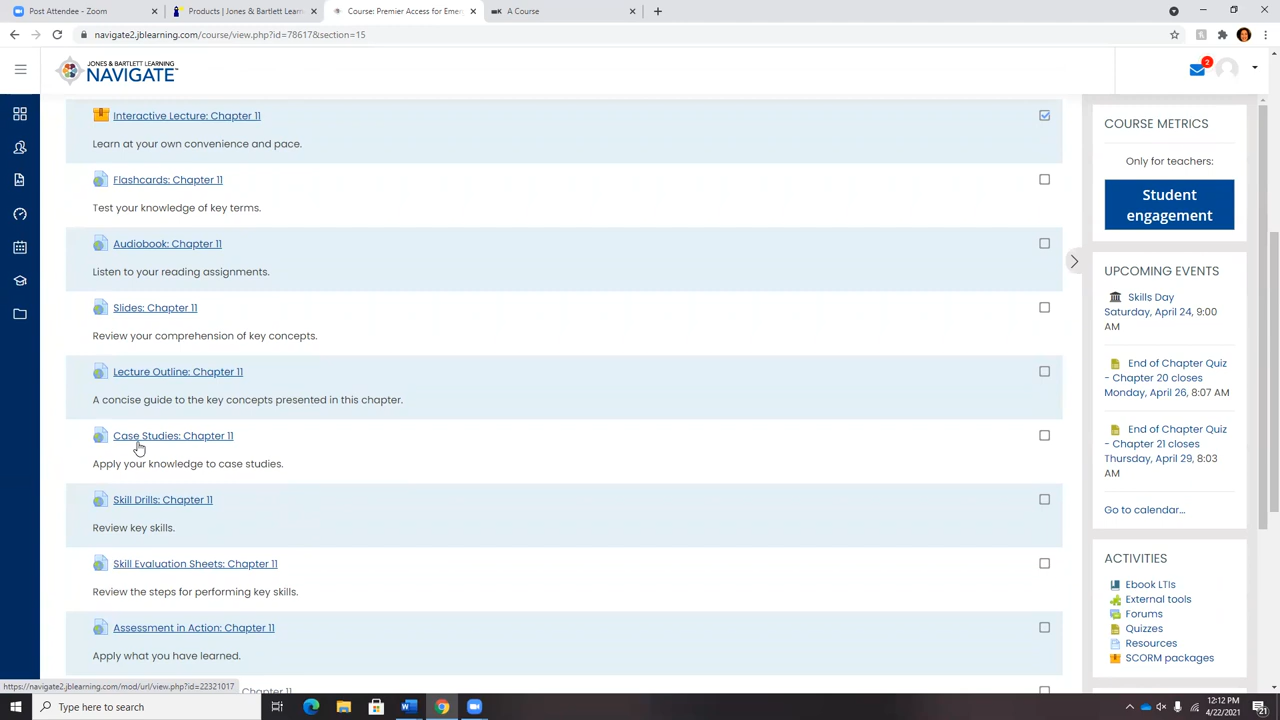 Post Attendee - Zoom
Products | Jones & Bartlett Learn
Course: Premier Access for Emer
A Course
navigate2.jblearning.com/course/view.php?id=78617&section=15
JONES & BARTLETT LEARNING
NAVIGATE
2
Interactive Lecture: Chapter 11
Learn at your own convenience and pace.
Flashcards: Chapter 11
Test your knowledge of key terms.
Audiobook: Chapter 11
Listen to your reading assignments.
Slides: Chapter 11
Review your comprehension of key concepts.
Lecture Outline: Chapter 11
A concise guide to the key concepts presented in this chapter.
Case Studies: Chapter 11
Apply your knowledge to case studies.
Skill Drills: Chapter 11
Review key skills.
Skill Evaluation Sheets: Chapter 11
Review the steps for performing key skills.
Assessment in Action: Chapter 11
Apply what you have learned.
Chapter 11
COURSE METRICS
Only for teachers:
Student
engagement
UPCOMING EVENTS
Skills Day
Saturday, April 24, 9:00
AM
End of Chapter Quiz
- Chapter 20 closes
Monday, April 26, 8:07 AM
End of Chapter Quiz
- Chapter 21 closes
Thursday, April 29, 8:03
AM
Go to calendar...
ACTIVITIES
Ebook LTIs
External tools
Forums
Quizzes
Resources
SCORM packages
https://navigate2.jblearning.com/mod/url/view.php?id=22321017
Type here to search
12:12 PM
4/22/2021
21